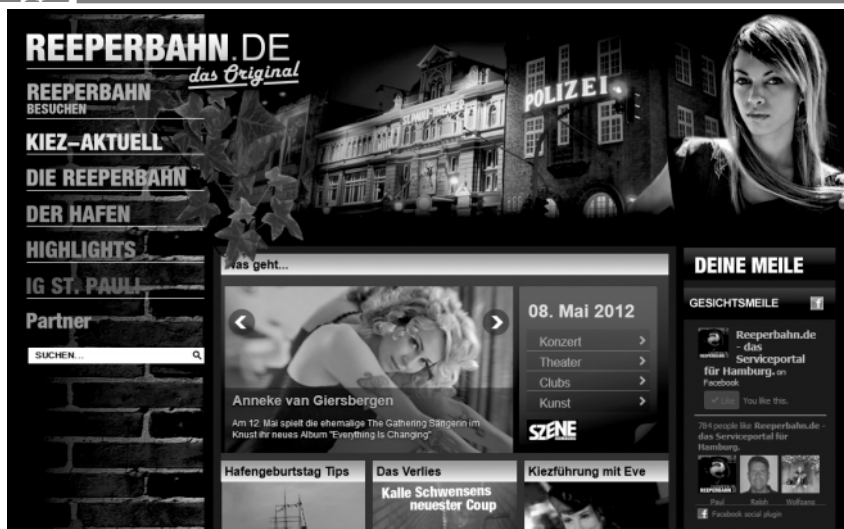 REEPERBAHN.DE
das Original
REEPERBAHN
BESUCHEN
KIEZ-AKTUELL
DIE REEPERBAHN
DER HAFEN
HIGHLIGHTS
IG ST. PAULI
Partner
SUCHEN...
POLIZEI
Was geht...
Anneke van Giersbergen
Am 12. Mai spielt die ehemalige The Gathering Sängerin im
Knust ihr neues Album "Everything Is Changing"
08. Mai 2012
Konzert
Theater
Clubs
Kunst
SZENE
Hafengeburtstag Tips
Das Verlies
Kalle Schwensens
neuester Coup
Kiezführung mit Eve
DEINE MEILE
GESICHTSMEILE
Reeperbahn.de
- das
Serviceportal
für Hamburg. on
Facebook
Like You like this.
784 people like Reeperbahn.de -
das Serviceportal für
Hamburg.
Paul Ralph Wolfgang
Facebook social plugin